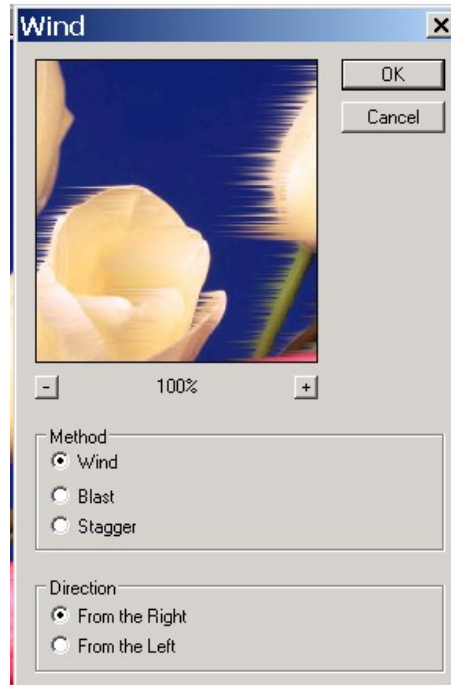 Wind
OK
Cancel
- 100% +
Method
Wind
Blast
Stagger
Direction
From the Right
From the Left